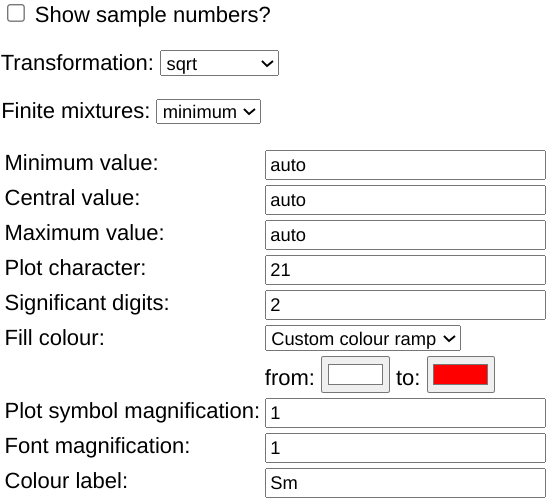 Show sample numbers?
Transformation: sqrt
Finite mixtures: minimum
Minimum value: auto
Central value: auto
Maximum value: auto
Plot character: 21
Significant digits: 2
Fill colour: Custom colour ramp
from: to:
Plot symbol magnification: 1
Font magnification: 1
Colour label: Sm